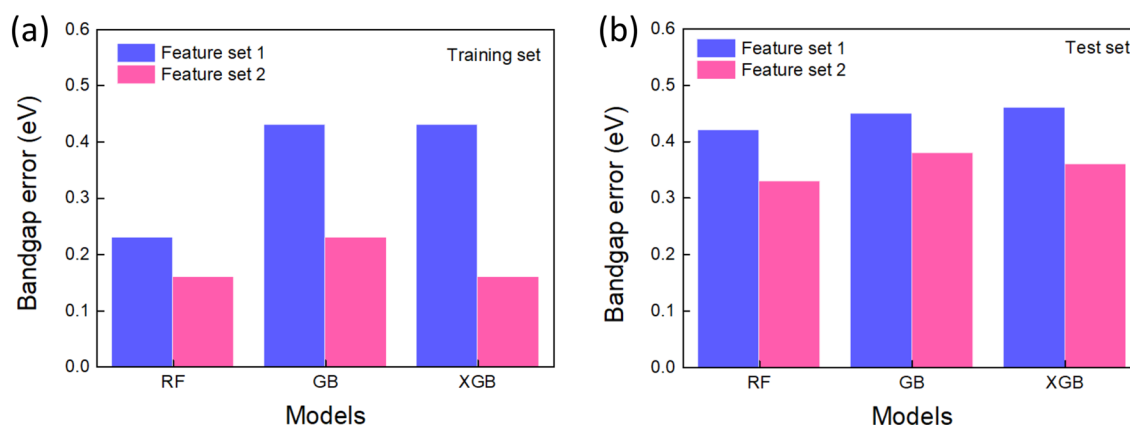 (a)
Feature set 1
Feature set 2
Training set
0.6
0.5
0.4
0.3
0.2
0.1
0.0
Bandgap error (eV)
RF GB XGB
Models
(b)
Feature set 1
Feature set 2
Test set
0.6
0.5
0.4
0.3
0.2
0.1
0.0
Bandgap error (eV)
RF GB XGB
Models